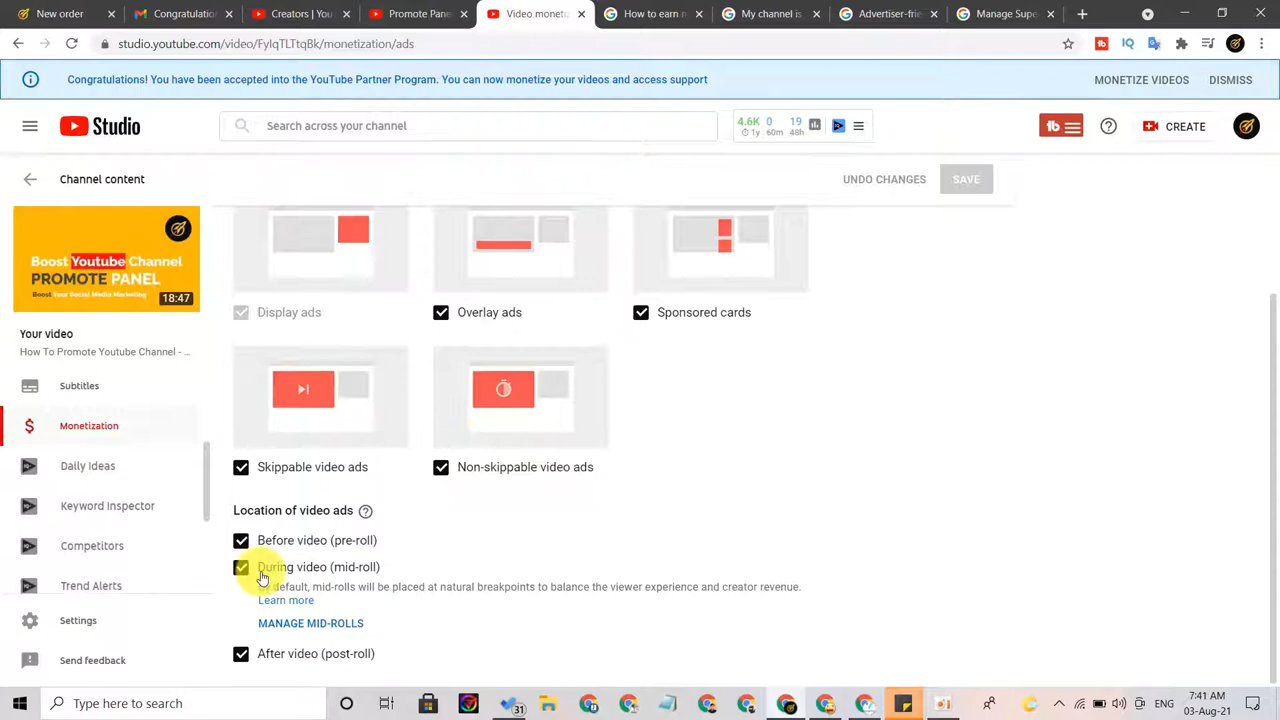 New order
Congratulation
Creators | You
Promote Pane
Video moneto
How to earn n
My channel is
Advertiser-frie
Manage Supe
studio.youtube.com/video/FyIqTLTtqBk/monetization/ads
Congratulations! You have been accepted into the YouTube Partner Program. You can now monetize your videos and access support
MONETIZE VIDEOS
DISMISS
Studio
Search across your channel
4.6K 0 19
1y 60m 48h
tb
CREATE
Channel content
UNDO CHANGES
SAVE
Boost Youtube Channel
PROMOTE PANEL
Boost Your Social Media Marketing
18:47
Display ads
Overlay ads
Sponsored cards
Your video
How To Promote Youtube Channel - ...
Subtitles
Monetization
Daily Ideas
Keyword Inspector
Competitors
Trend Alerts
Settings
Send feedback
Skippable video ads
Non-skippable video ads
Location of video ads
Before video (pre-roll)
During video (mid-roll)
default, mid-rolls will be placed at natural breakpoints to balance the viewer experience and creator revenue.
Learn more
MANAGE MID-ROLLS
After video (post-roll)
Type here to search
31
ENG
7:41 AM
03-Aug-21